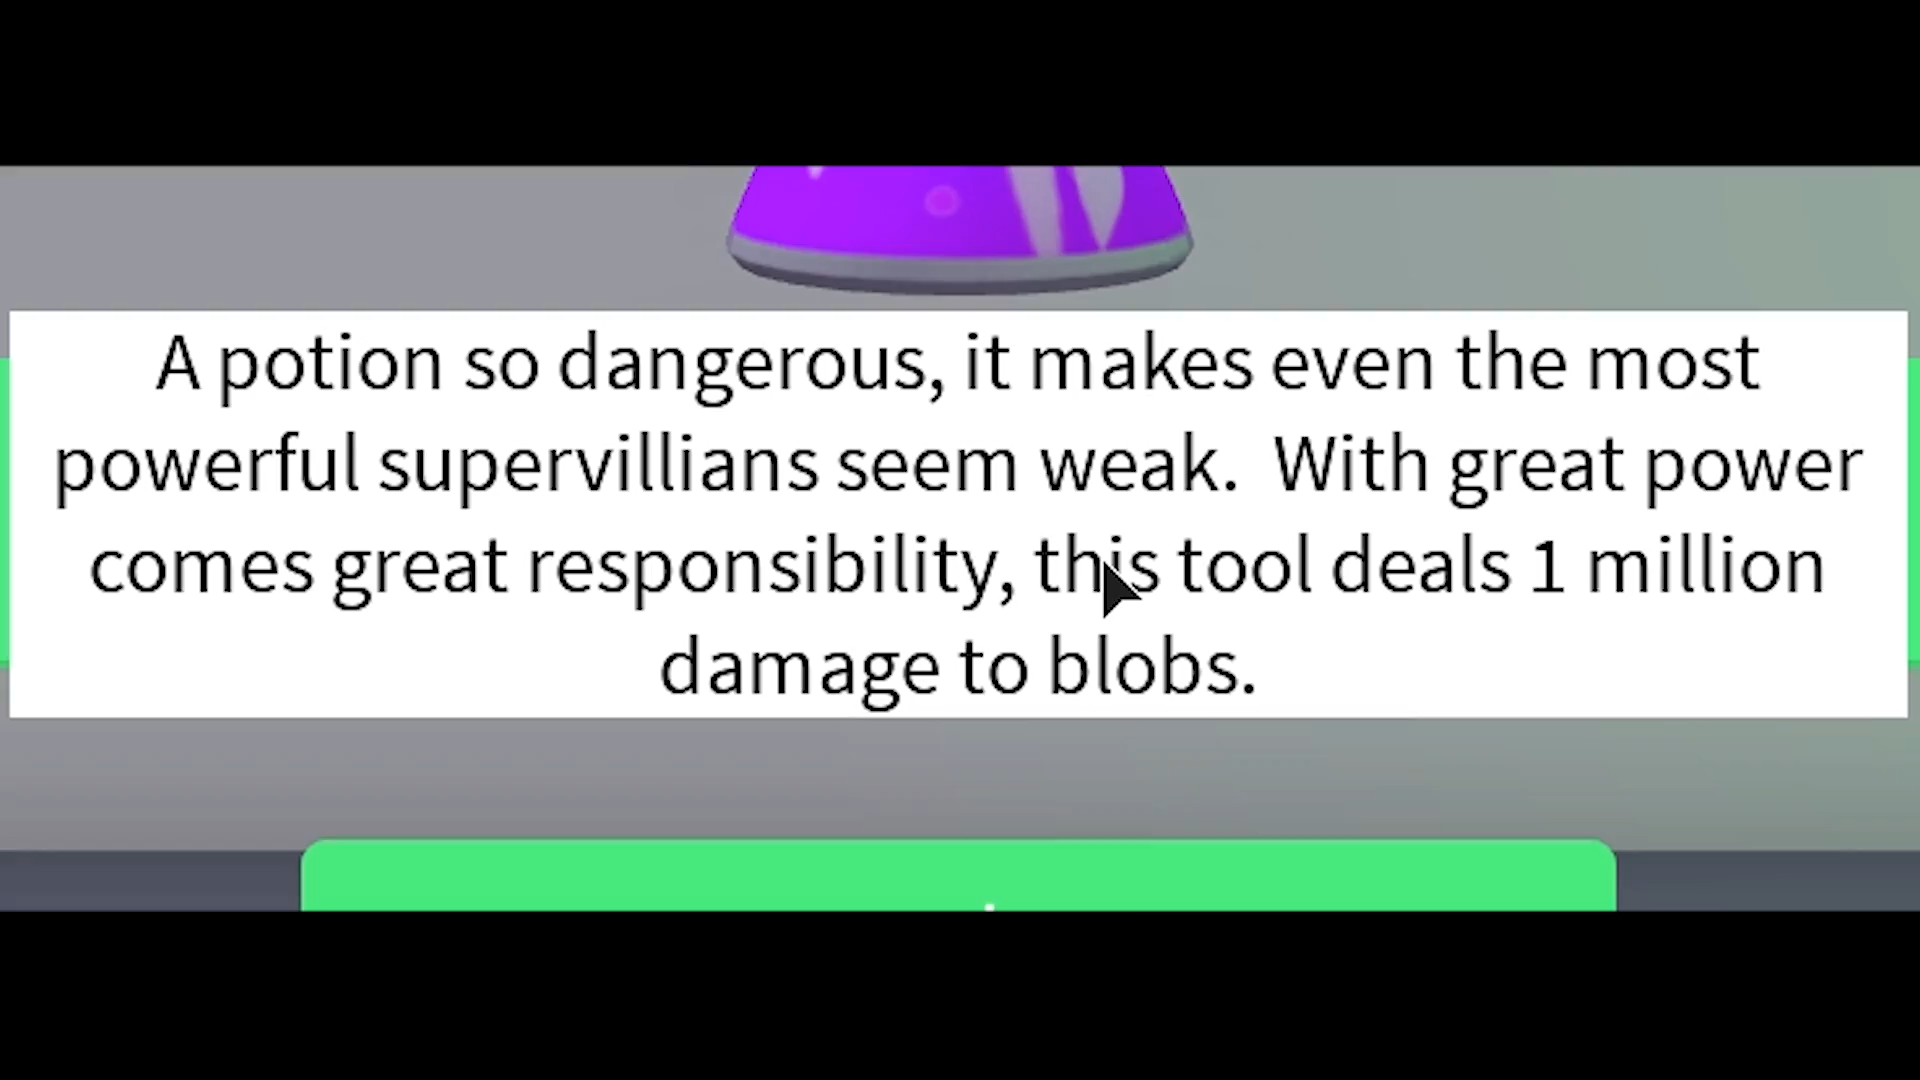 A potion so dangerous, it makes even the most
powerful supervillians seem weak.  With great power
comes great responsibility, this tool deals 1 million
damage to blobs.